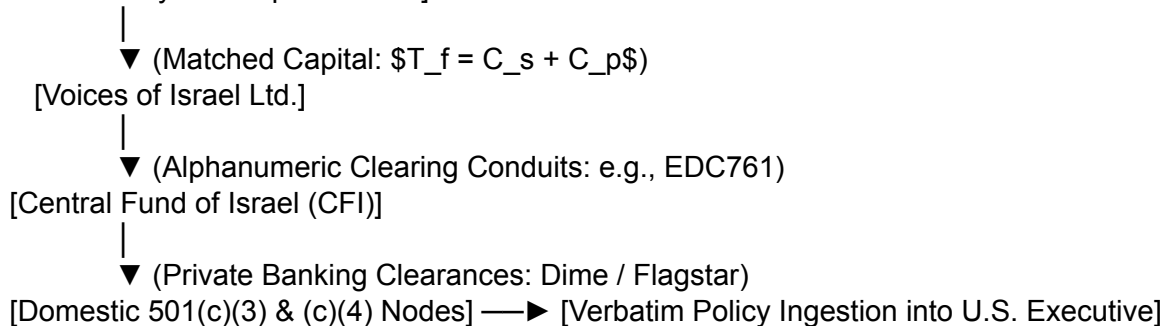 ▼ (Matched Capital: $T_f = C_s + C_p$)
[Voices of Israel Ltd.]
▼ (Alphanumeric Clearing Conduits: e.g., EDC761)
[Central Fund of Israel (CFI)]
▼ (Private Banking Clearances: Dime / Flagstar)
[Domestic 501(c)(3) & (c)(4) Nodes] ──► [Verbatim Policy Ingestion into U.S. Executive]